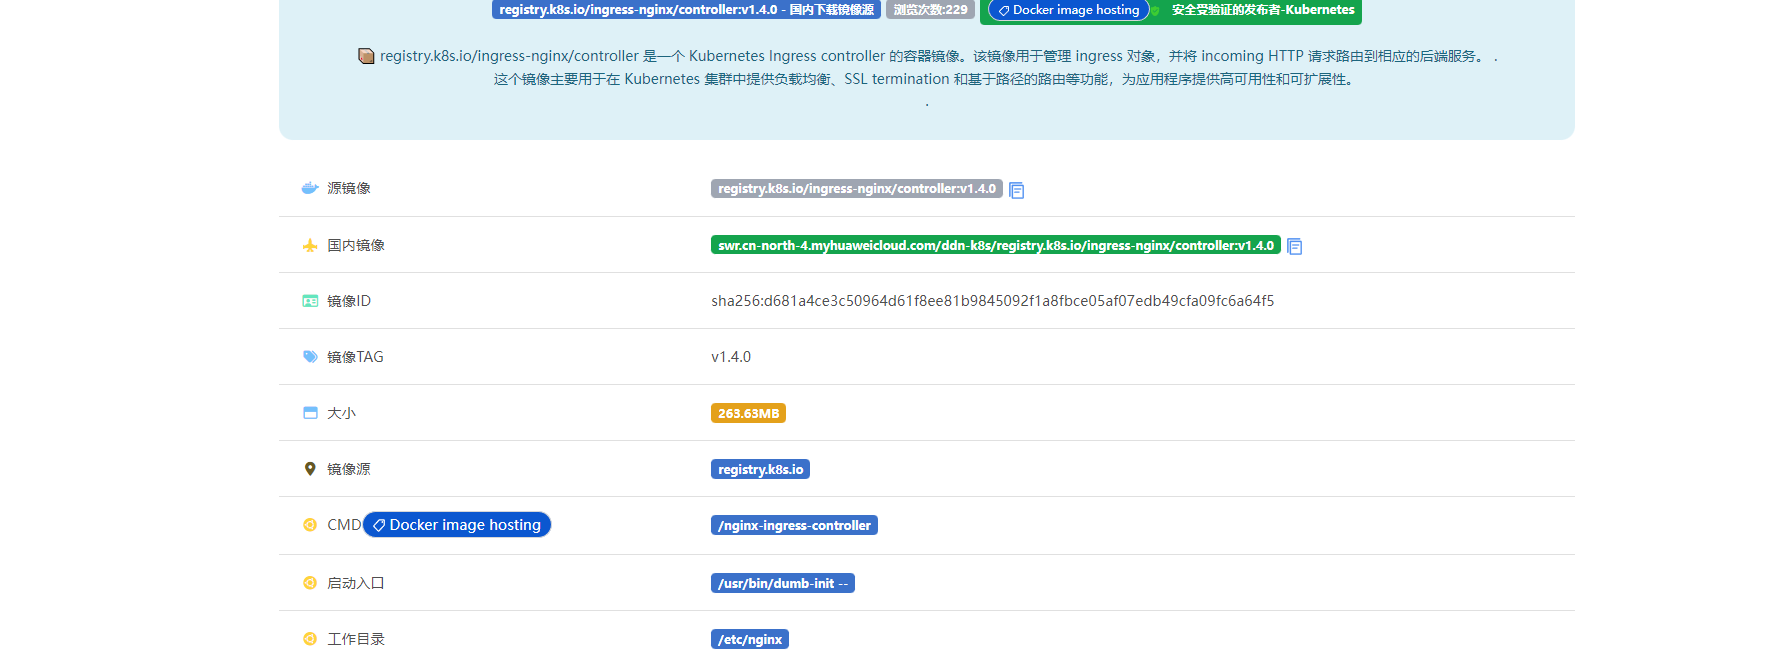 registry.k8s.io/ingress-nginx/controller:v1.4.0 - 国内下载镜像源 浏览次数:229 Docker image hosting 安全受验证的发布者-Kubernetes
registry.k8s.io/ingress-nginx/controller 是一个 Kubernetes Ingress controller 的容器镜像。该镜像用于管理 ingress 对象，并将 incoming HTTP 请求路由到相应的后端服务。 .
这个镜像主要用于在 Kubernetes 集群中提供负载均衡、SSL termination 和基于路径的路由等功能，为应用程序提供高可用性和可扩展性。
.
源镜像 registry.k8s.io/ingress-nginx/controller:v1.4.0
国内镜像 swr.cn-north-4.myhuaweicloud.com/ddn-k8s/registry.k8s.io/ingress-nginx/controller:v1.4.0
镜像ID sha256:d681a4ce3c50964d61f8ee81b9845092f1a8fbce05af07edb49cfa09fc6a64f5
镜像TAG v1.4.0
大小 263.63MB
镜像源 registry.k8s.io
CMD Docker image hosting /nginx-ingress-controller
启动入口 /usr/bin/dumb-init --
工作目录 /etc/nginx